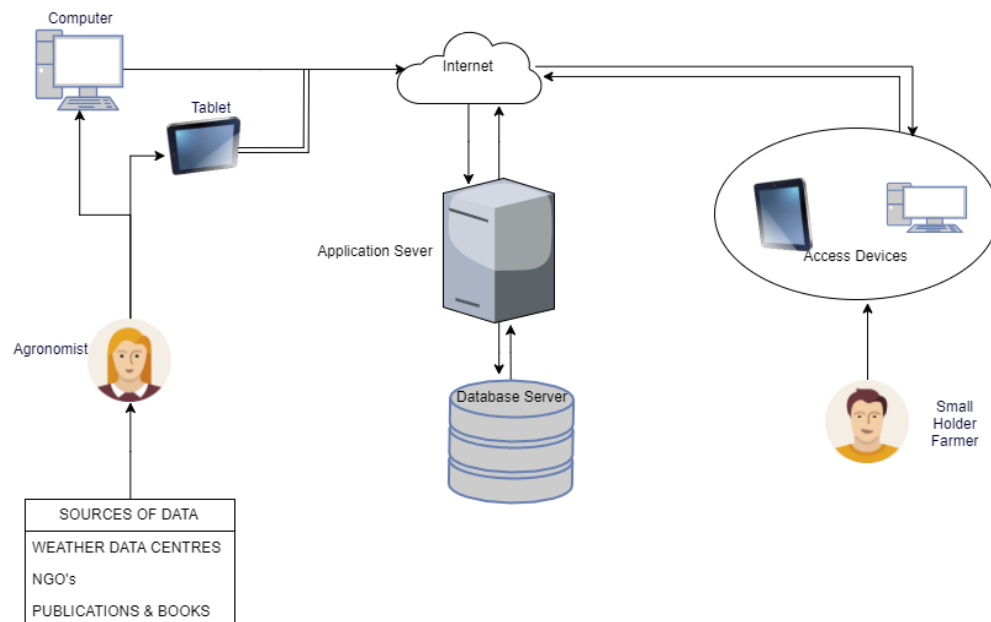 Computer
Internet
Tablet
Application Sever
Access Devices
Agronomist
Database Server
Small
Holder
Farmer
SOURCES OF DATA
WEATHER DATA CENTRES
NGO's
PUBLICATIONS & BOOKS